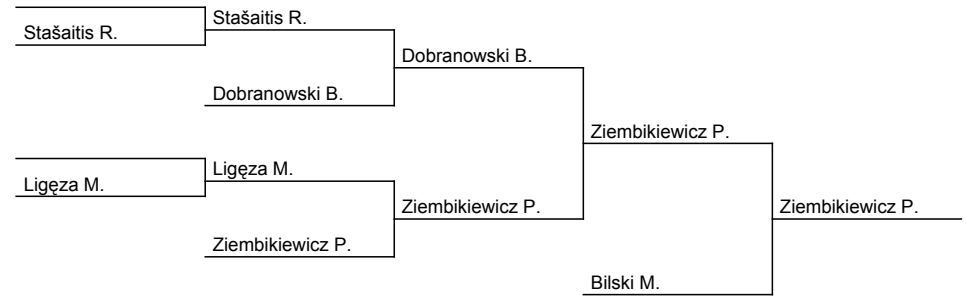 Stašaitis R.
Stašaitis R.
Dobranowski B.
Dobranowski B.
Ziembikiewicz P.
Ligęza M.
Ligęza M.
Ziembikiewicz P.
Ziembikiewicz P.
Ziembikiewicz P.
Bilski M.